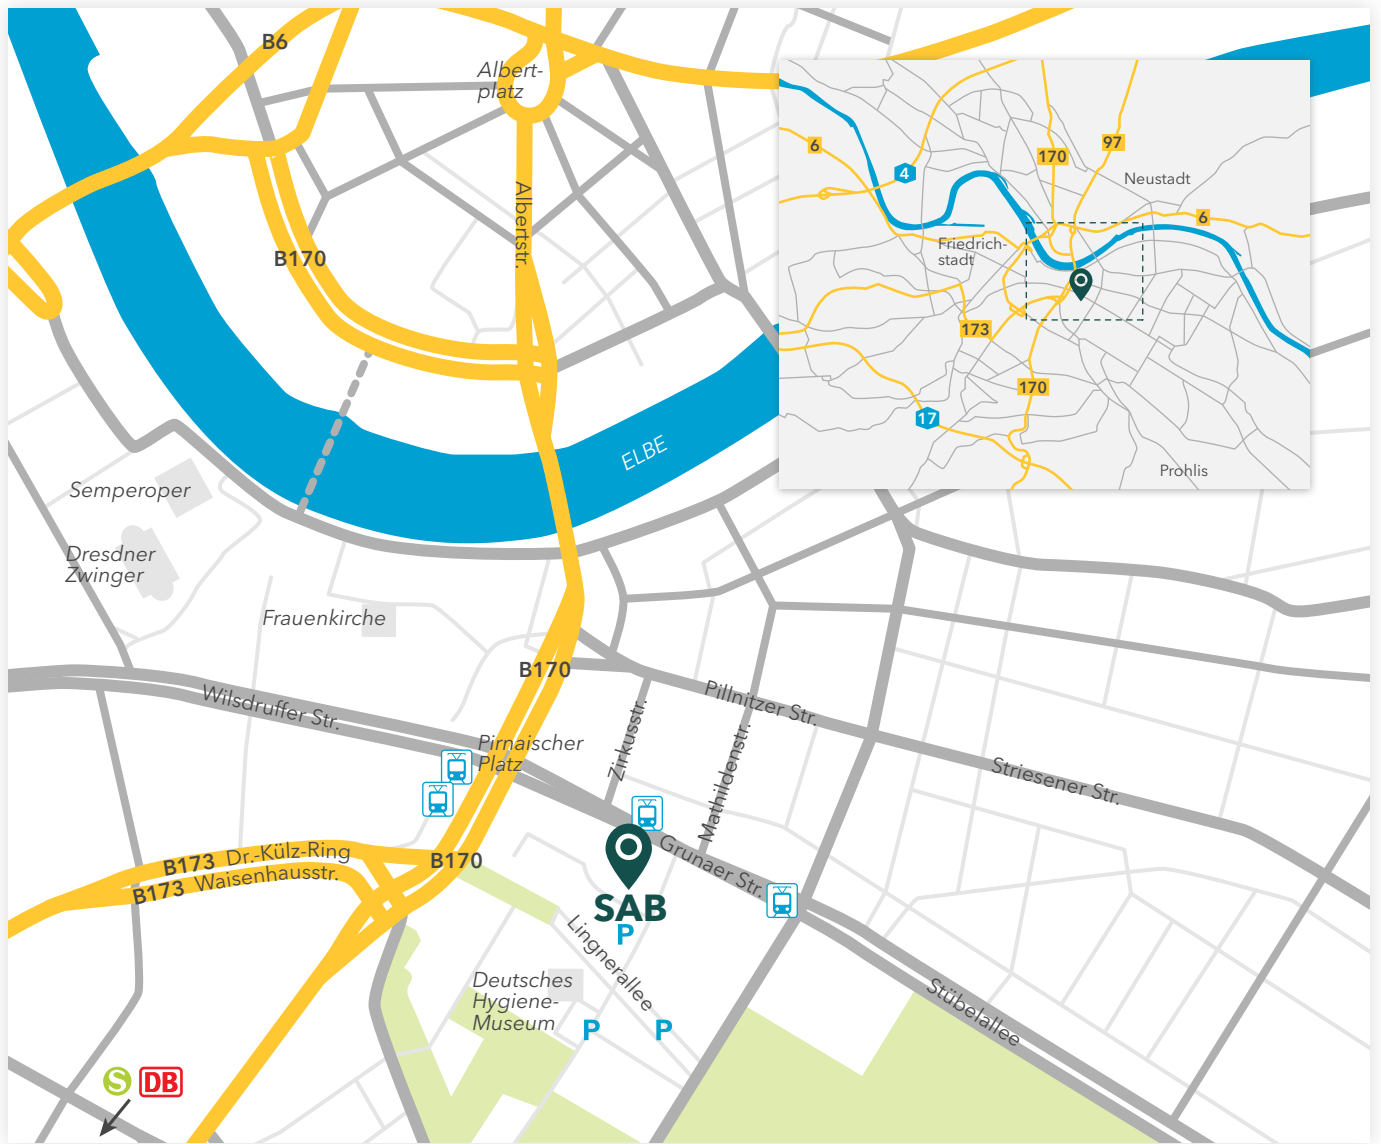 B6
Albert-
platz
Albertstr.
B170
ELBE
Semperoper
Dresdner
Zwinger
Frauenkirche
B170
Wilsdruffer Str.
Pirnaischer
Platz
Zirkusstr.
Pillnitzer Str.
Mathildenstr.
Striesener Str.
B173 Dr.-Külz-Ring
B173 Waisenhausstr.
B170
Grunaer Str.
SAB
P
Lingnerallee
Deutsches
Hygiene-
Museum
P
P
Stübelallee
S
DB
6
4
170
97
Neustadt
6
Friedrich-
stadt
173
170
17
Prohlis